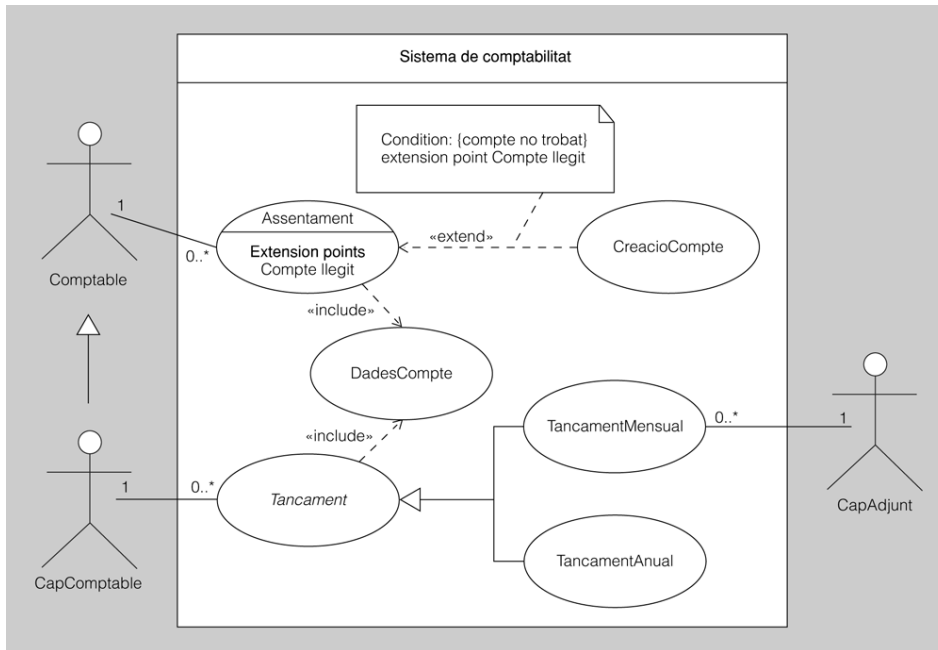 Sistema de comptabilitat
Condition: {compte no trobat}
extension point Compte llegit
1
0..*
Comptable
Assentament
Extension points
Compte llegit
«extend»
CreacioCompte
«include»
DadesCompte
«include»
TancamentMensual
0..*
1
CapAdjunt
1
0..*
Tancament
CapComptable
TancamentAnual